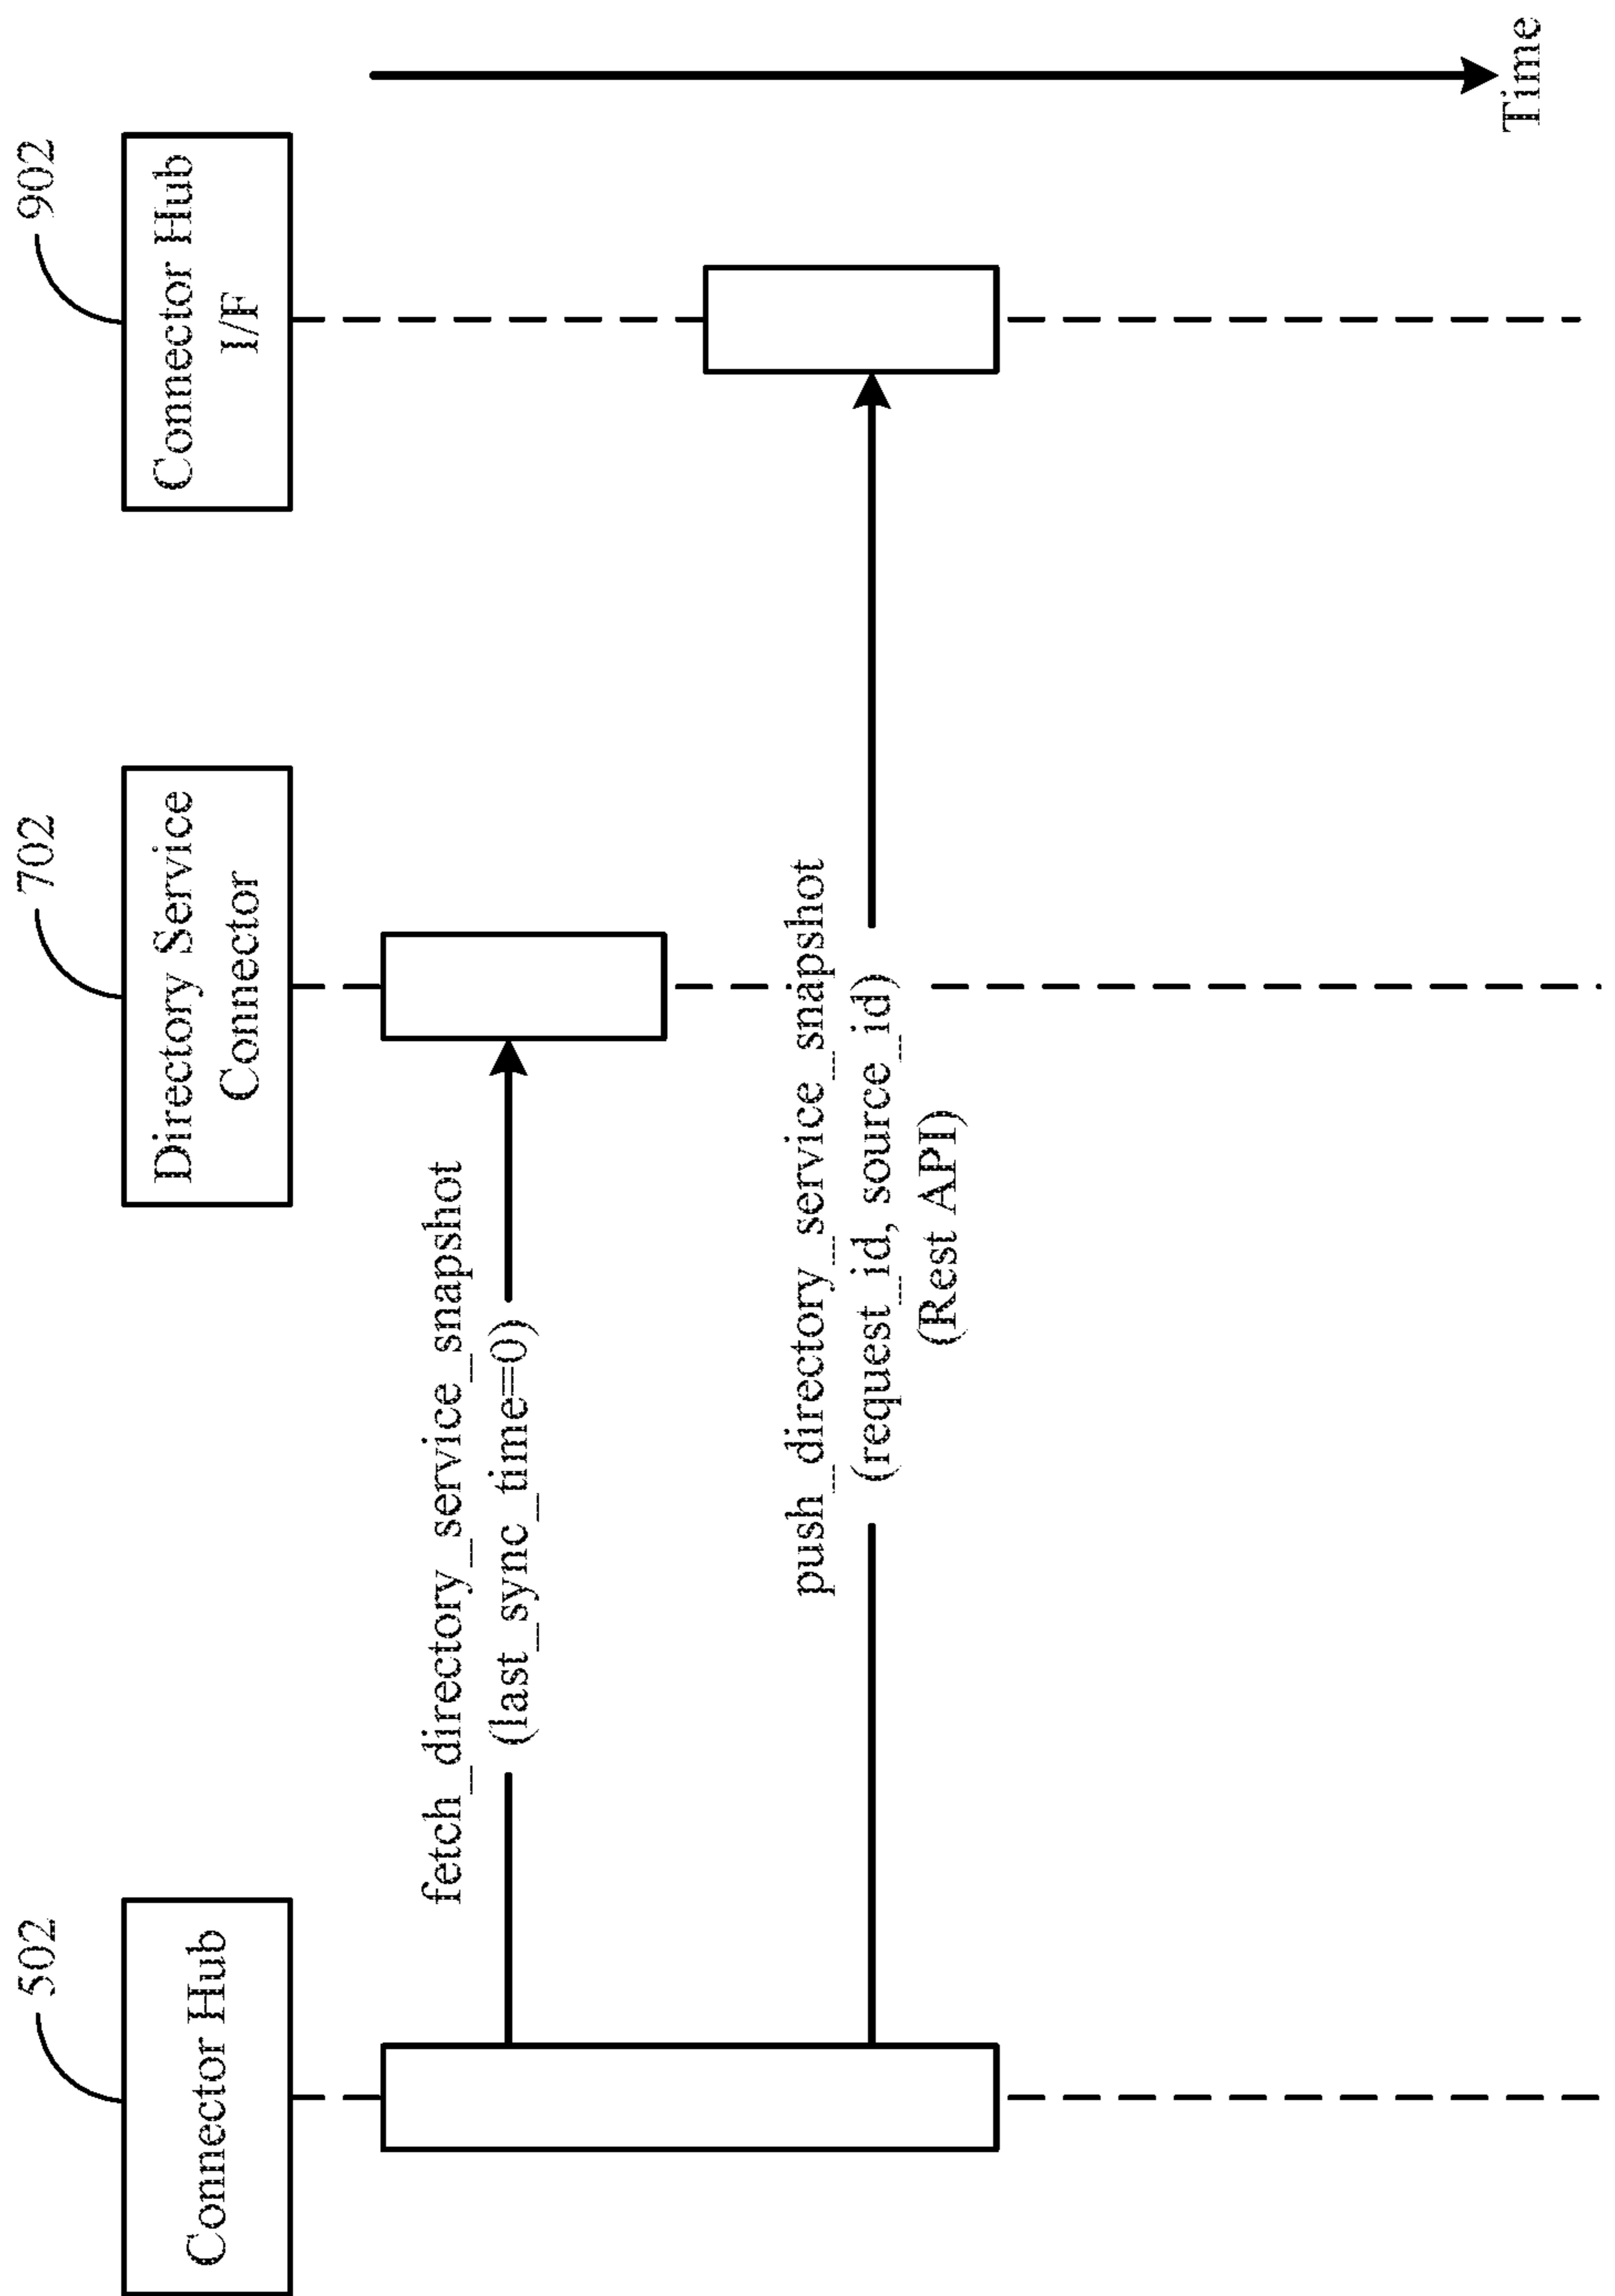 502
702
902
Connector Hub
Directory Service
Connector
Connector Hub
I/F
fetch_directory_service_snapshot
(last_sync_time=0)
push_directory_service_snapshot
(request_id, source_id)
(Rest API)
Time